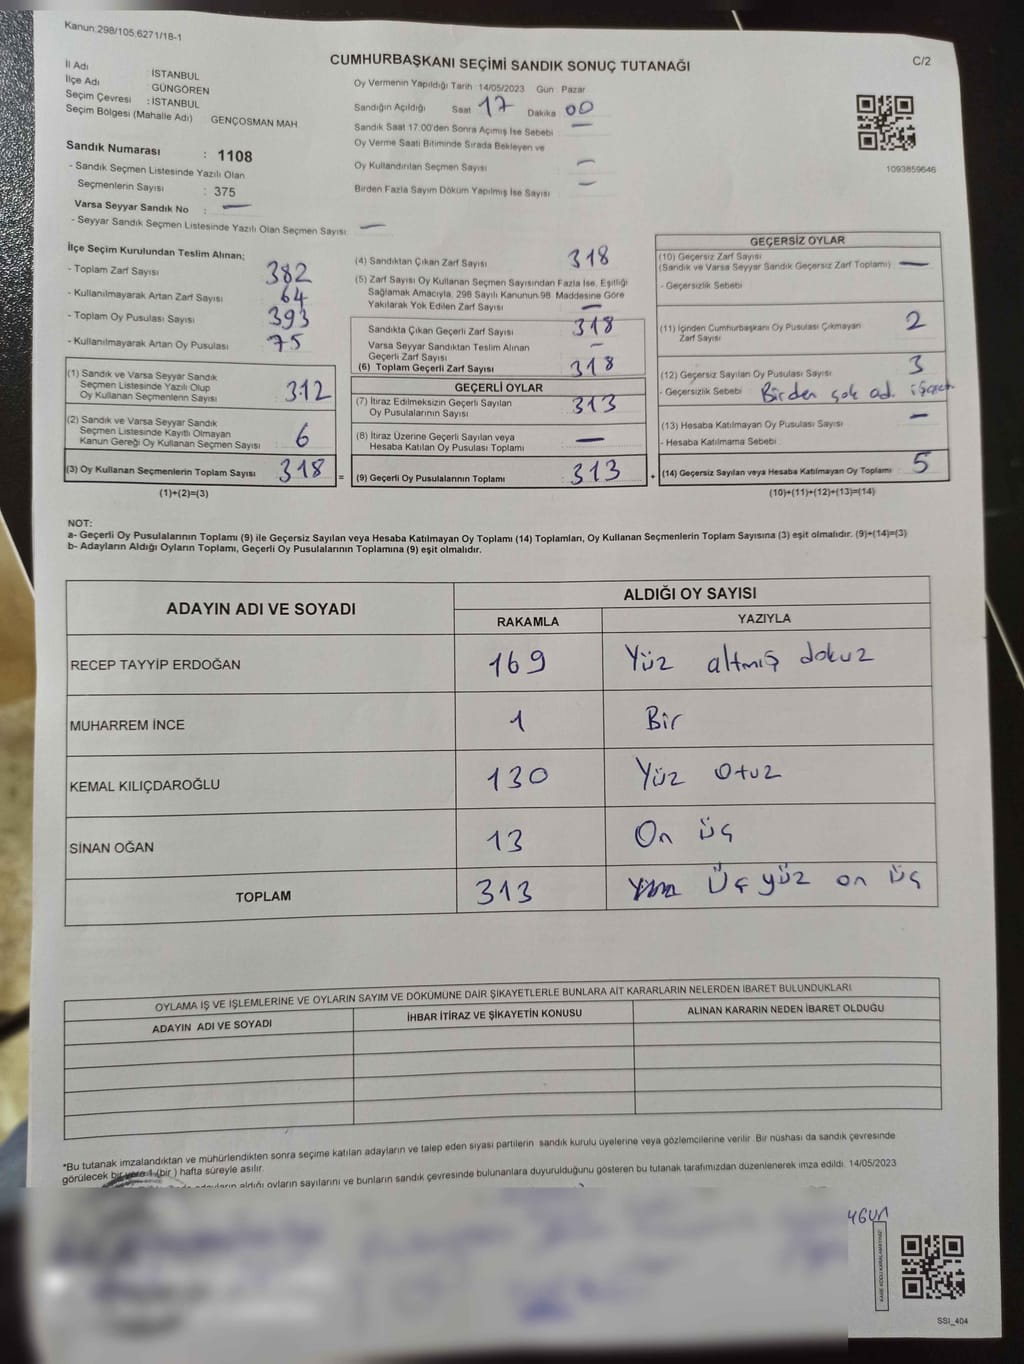 Kanun.298/105;6271/18-1
CUMHURBAŞKANI SEÇİMİ SANDIK SONUÇ TUTANAĞI
C/2
İl Adı : İSTANBUL
İlçe Adı GÜNGÖREN
Seçim Çevresi : İSTANBUL
Seçim Bölgesi (Mahalle Adı) GENÇOSMAN MAH
Sandık Numarası : 1108
- Sandık Seçmen Listesinde Yazılı Olan
Seçmenlerin Sayısı : 375
Varsa Seyyar Sandık No : —
- Seyyar Sandık Seçmen Listesinde Yazılı Olan Seçmen Sayısı —
Oy Vermenin Yapıldığı Tarih 14/05/2023 Gün Pazar
Sandığın Açıldığı Saat 17 Dakika 00
Sandık Saat 17.00'den Sonra Açımış İse Sebebi —
Oy Verme Saati Bitiminde Sırada Bekleyen ve
Oy Kullandırılan Seçmen Sayısı —
Birden Fazla Sayım Döküm Yapılmış İse Sayısı —
1093859646
İlçe Seçim Kurulundan Teslim Alınan;
- Toplam Zarf Sayısı 382
- Kullanılmayarak Artan Zarf Sayısı 64
- Toplam Oy Pusulası Sayısı 393
- Kullanılmayarak Artan Oy Pusulası 75
(1) Sandık ve Varsa Seyyar Sandık
Seçmen Listesinde Yazılı Olup
Oy Kullanan Seçmenlerin Sayısı 312
(2) Sandık ve Varsa Seyyar Sandık
Seçmen Listesinde Kayıtlı Olmayan
Kanun Gereği Oy Kullanan Seçmen Sayısı 6
(3) Oy Kullanan Seçmenlerin Toplam Sayısı 318 =
(1)+(2)=(3)
(4) Sandıktan Çıkan Zarf Sayısı 318
(5) Zarf Sayısı Oy Kullanan Seçmen Sayısından Fazla İse, Eşitliği
Sağlamak Amacıyla, 298 Sayılı Kanunun 98. Maddesine Göre
Yakılarak Yok Edilen Zarf Sayısı —
Sandıkta Çıkan Geçerli Zarf Sayısı 318
Varsa Seyyar Sandıktan Teslim Alınan
Geçerli Zarf Sayısı —
(6) Toplam Geçerli Zarf Sayısı 318
GEÇERLİ OYLAR
(7) İtiraz Edilmeksizin Geçerli Sayılan
Oy Pusulalarının Sayısı 313
(8) İtiraz Üzerine Geçerli Sayılan veya
Hesaba Katılan Oy Pusulası Toplamı —
(9) Geçerli Oy Pusulalarının Toplamı 313 +
GEÇERSİZ OYLAR
(10) Geçersiz Zarf Sayısı
(Sandık ve Varsa Seyyar Sandık Geçersiz Zarf Toplamı) —
- Geçersizlik Sebebi
(11) İçinden Cumhurbaşkanı Oy Pusulası Çıkmayan
Zarf Sayısı 2
(12) Geçersiz Sayılan Oy Pusulası Sayısı 3
- Geçersizlik Sebebi Birden çok ad. işaret
(13) Hesaba Katılmayan Oy Pusulası Sayısı —
- Hesaba Katılmama Sebebi :
(14) Geçersiz Sayılan veya Hesaba Katılmayan Oy Toplamı 5
(10)+(11)+(12)+(13)=(14)
NOT:
a- Geçerli Oy Pusulalarının Toplamı (9) ile Geçersiz Sayılan veya Hesaba Katılmayan Oy Toplamı (14) Toplamları, Oy Kullanan Seçmenlerin Toplam Sayısına (3) eşit olmalıdır. (9)+(14)=(3)
b- Adayların Aldığı Oyların Toplamı, Geçerli Oy Pusulalarının Toplamına (9) eşit olmalıdır.
ADAYIN ADI VE SOYADI
ALDIĞI OY SAYISI
RAKAMLA YAZIYLA
RECEP TAYYİP ERDOĞAN 169 Yüz altmış dokuz
MUHARREM İNCE 1 Bir
KEMAL KILIÇDAROĞLU 130 Yüz otuz
SİNAN OĞAN 13 On üç
TOPLAM 313 Üç yüz on üç
OYLAMA İŞ VE İŞLEMLERİNE VE OYLARIN SAYIM VE DÖKÜMÜNE DAİR ŞİKAYETLERLE BUNLARA AİT KARARLARIN NELERDEN İBARET BULUNDUKLARI
ADAYIN ADI VE SOYADI İHBAR İTİRAZ VE ŞİKAYETİN KONUSU ALINAN KARARIN NEDEN İBARET OLDUĞU
*Bu tutanak imzalandıktan ve mühürlendikten sonra seçime katılan adayların ve talep eden siyasi partilerin sandık kurulu üyelerine veya gözlemcilerine verilir. Bir nüshası da sandık çevresinde
görülecek bir yere 1 (bir ) hafta süreyle asılır.
aldığı oyların sayılarını ve bunların sandık çevresinde bulunanlara duyurulduğunu gösteren bu tutanak tarafımızdan düzenlenerek imza edildi. 14/05/2023
KARE KODU KARALAMAYINIZ!
SSI_404